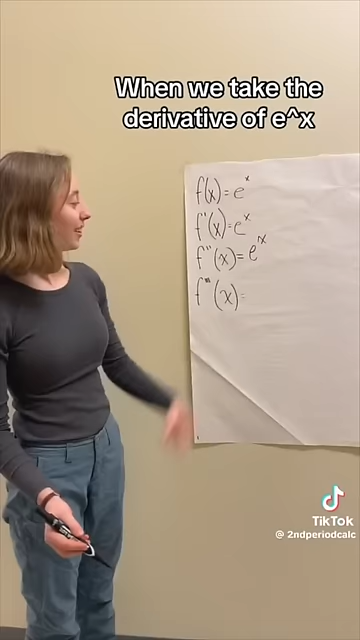 When we take the
derivative of e^x
f(x)=e^x
f'(x)=e^x
f''(x)=e^x
f'''(x)=
TikTok
@ 2ndperiodcalc